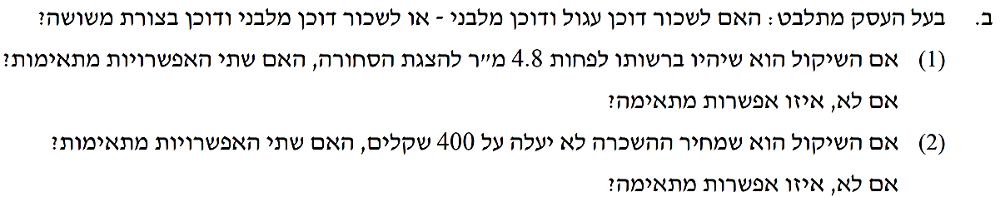 ב. בעל העסק מתלבט: האם לשכור דוכן עגול ודוכן מלבני - או לשכור דוכן מלבני ודוכן בצורת משושה?
(1) אם השיקול הוא שיהיו ברשותו לפחות 4.8 מ״ר להצגת הסחורה, האם שתי האפשרויות מתאימות?
אם לא, איזו אפשרות מתאימה?
(2) אם השיקול הוא שמחיר ההשכרה לא יעלה על 400 שקלים, האם שתי האפשרויות מתאימות?
אם לא, איזו אפשרות מתאימה?